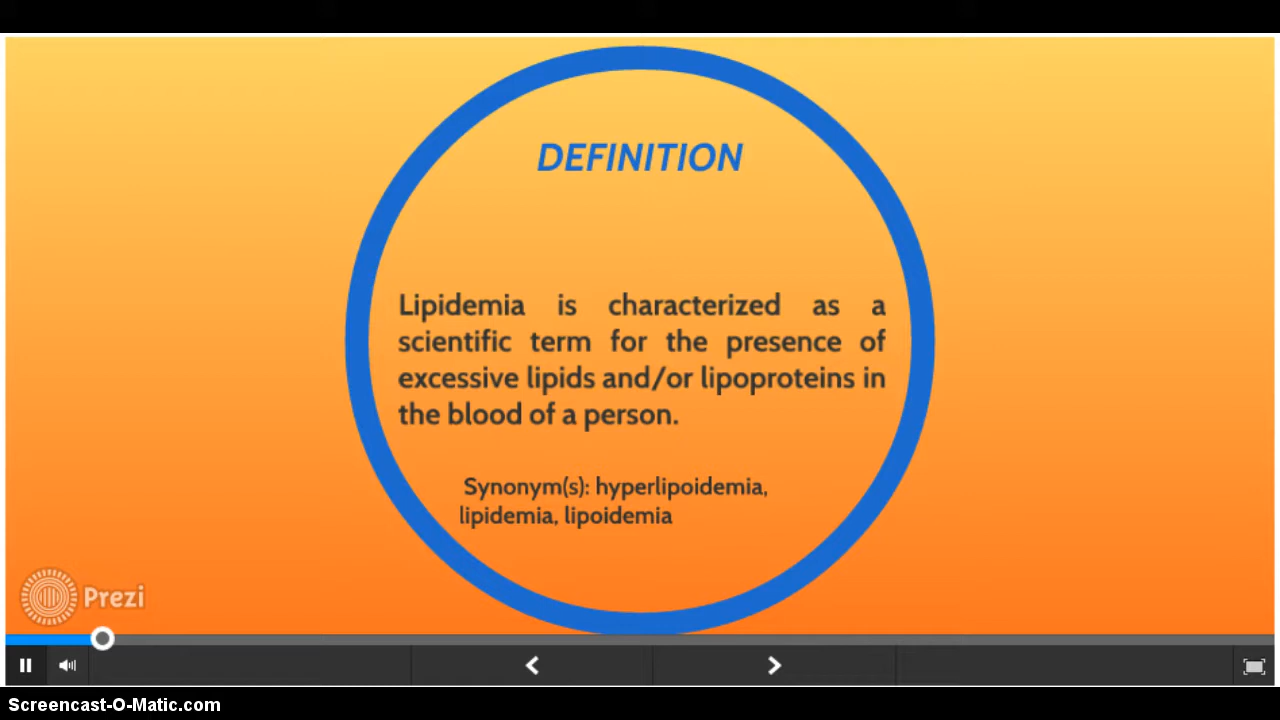 DEFINITION
Lipidemia is characterized as a
scientific term for the presence of
excessive lipids and/or lipoproteins in
the blood of a person.
Synonym(s): hyperlipoidemia,
lipidemia, lipoidemia
Prezi
Screencast-O-Matic.com